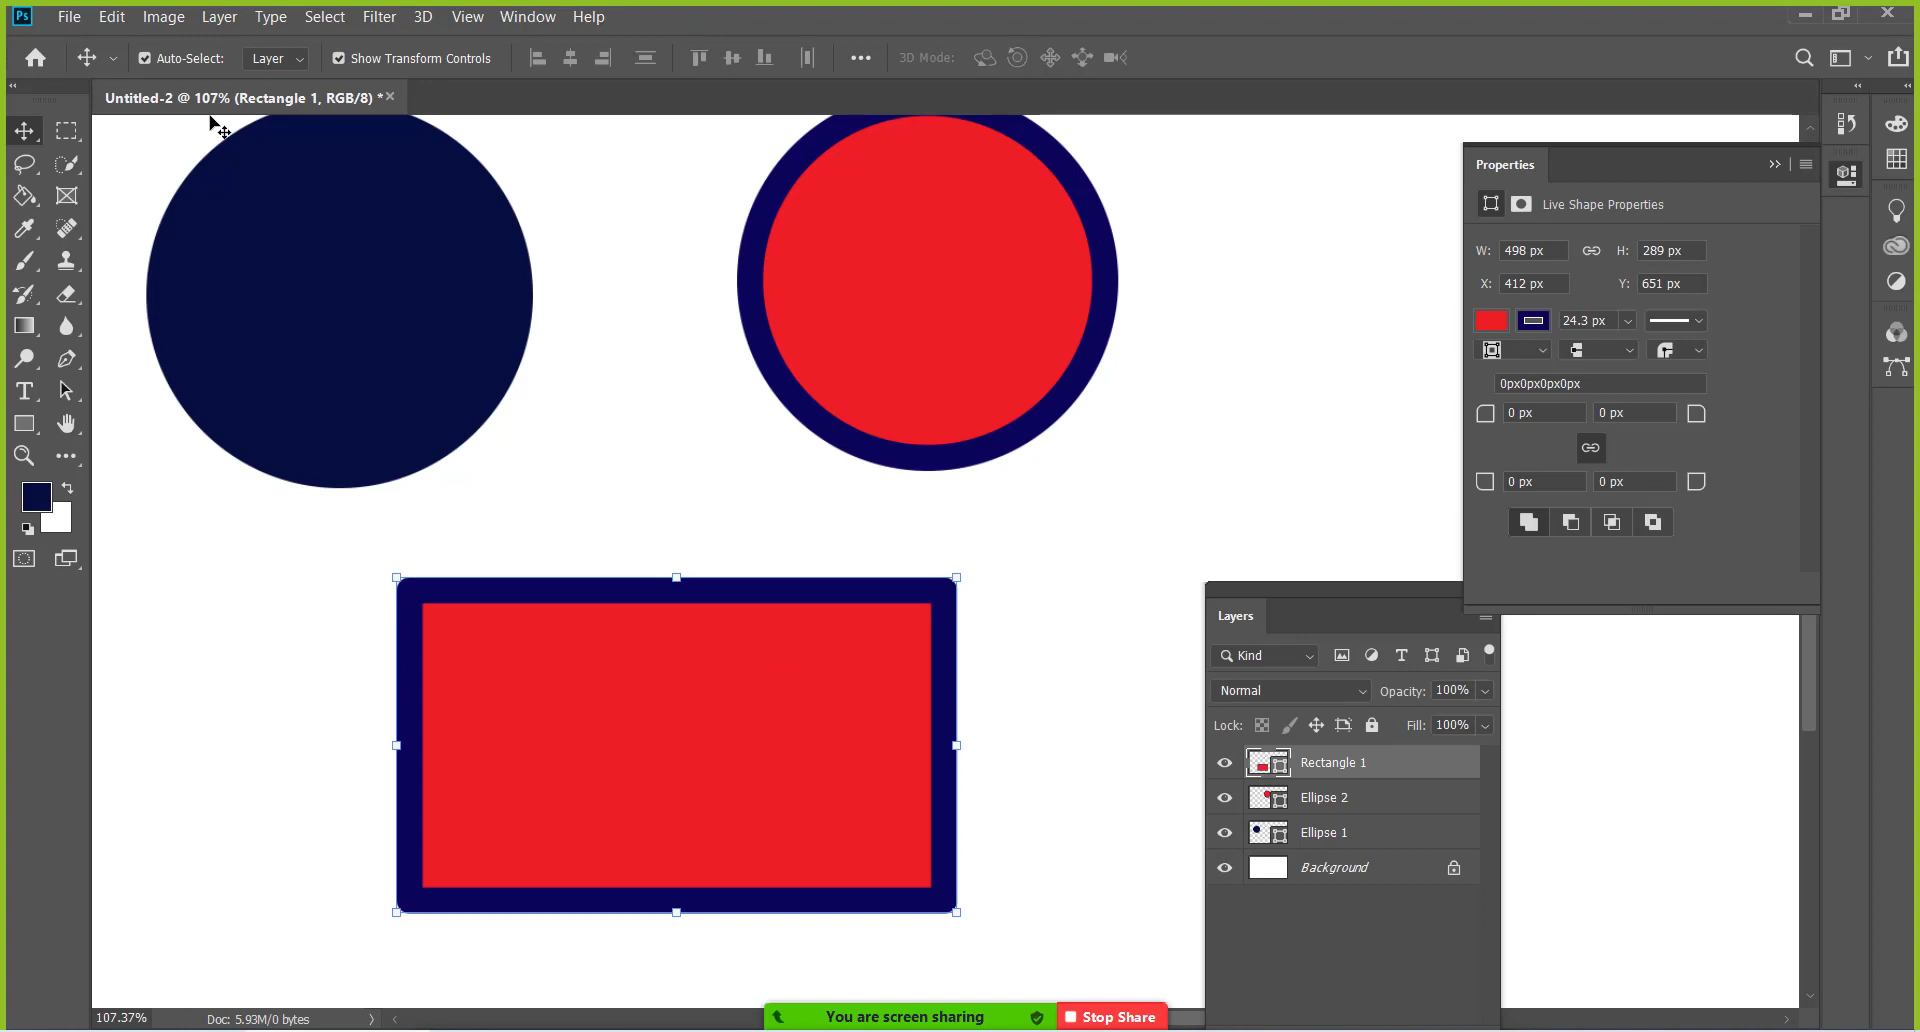 Ps File Edit Image Layer Type Select Filter 3D View Window Help
Auto-Select: Layer Show Transform Controls 3D Mode:
Untitled-2 @ 107% (Rectangle 1, RGB/8) *
Properties
Live Shape Properties
W: 498 px H: 289 px
X: 412 px Y: 651 px
24.3 px
0px0px0px0px
0 px 0 px
0 px 0 px
Layers
Kind
Normal Opacity: 100%
Lock: Fill: 100%
Rectangle 1
Ellipse 2
Ellipse 1
Background
107.37% Doc: 5.93M/0 bytes
You are screen sharing Stop Share